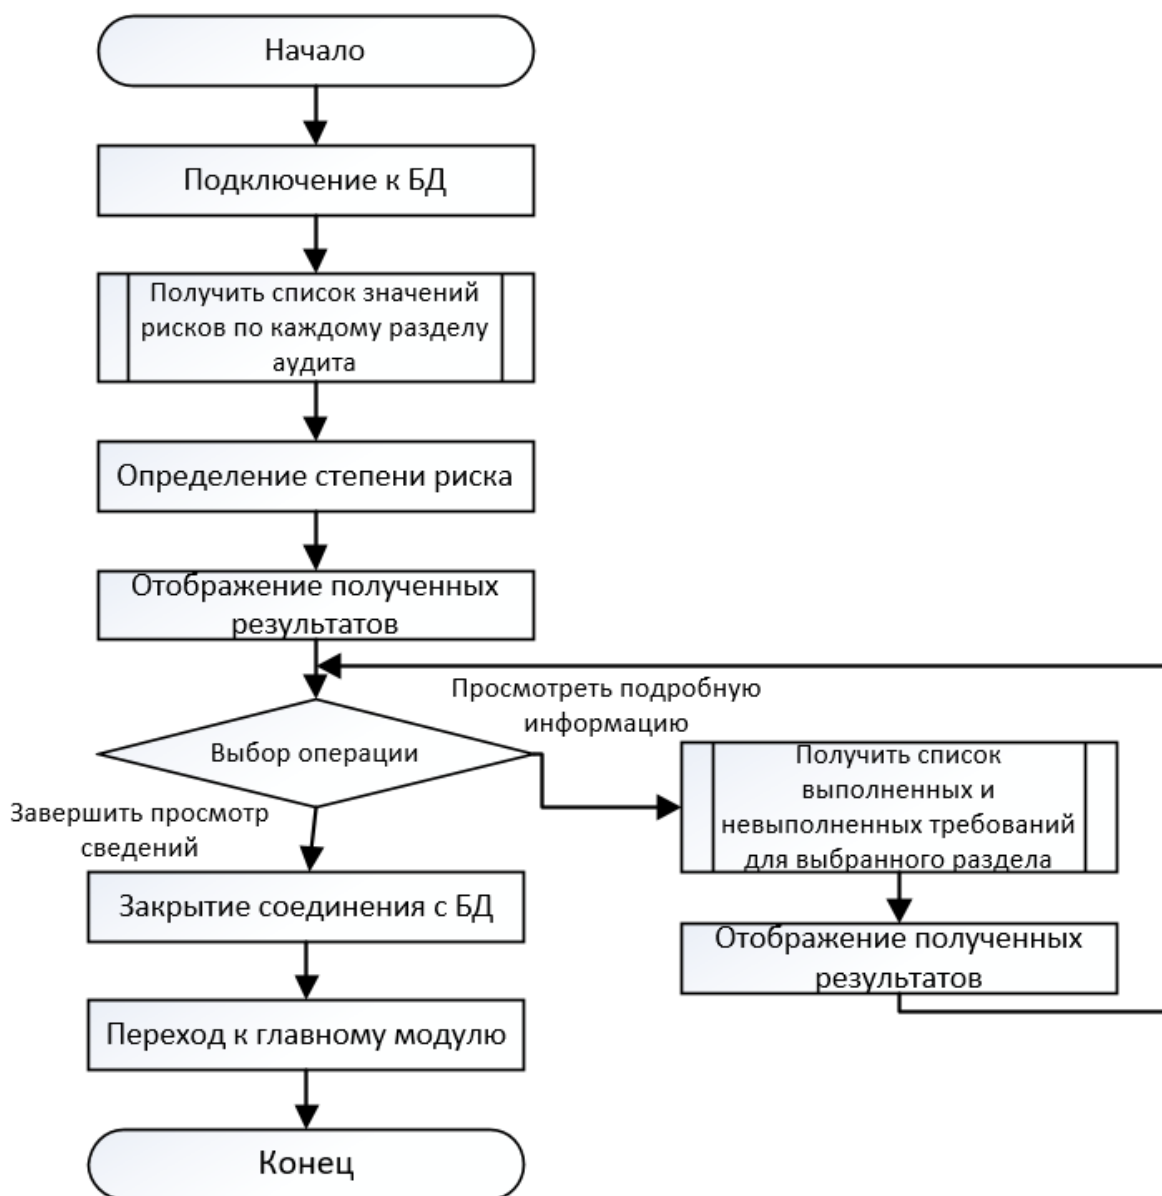 Начало
Подключение к БД
Получить список значений
рисков по каждому разделу
аудита
Определение степени риска
Отображение полученных
результатов
Просмотреть подробную
информацию
Выбор операции
Получить список
выполненных и
невыполненных требований
для выбранного раздела
Завершить просмотр
сведений
Закрытие соединения с БД
Отображение полученных
результатов
Переход к главному модулю
Конец